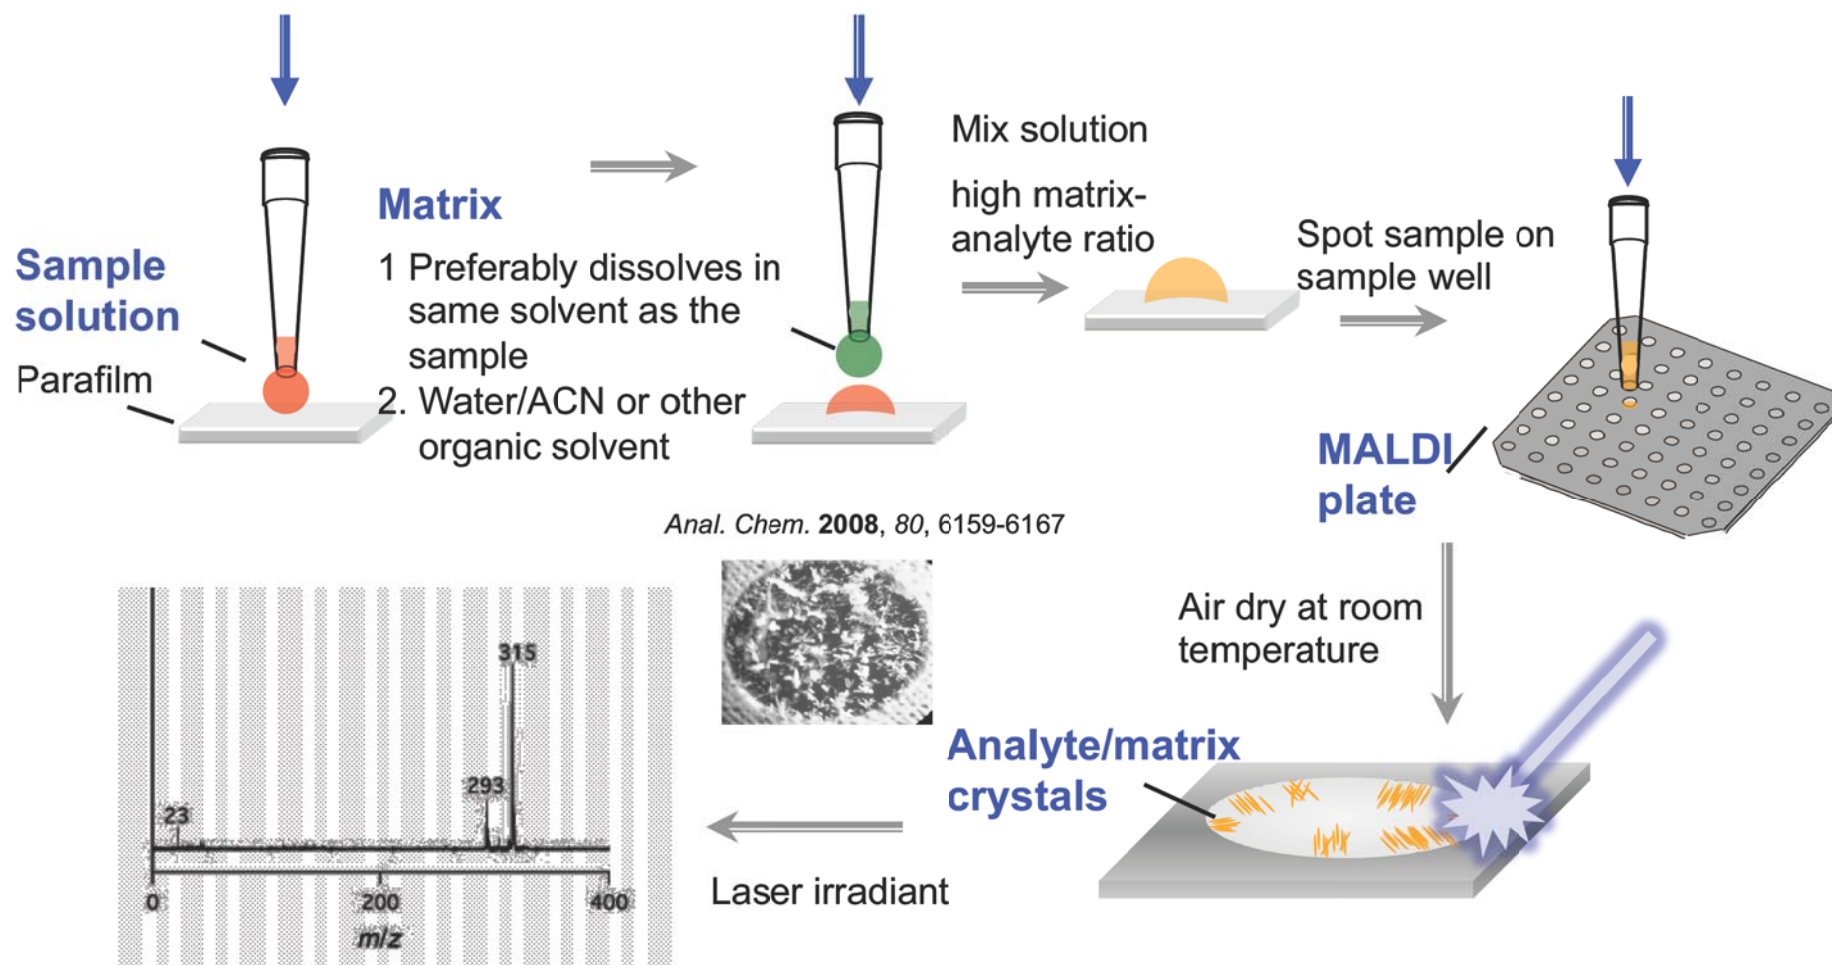 Sample
solution
Parafilm
Matrix
1 Preferably dissolves in
same solvent as the
sample
2. Water/ACN or other
organic solvent
Mix solution
high matrix-
analyte ratio
Spot sample on
sample well
MALDI
plate
Air dry at room
temperature
Analyte/matrix
crystals
Laser irradiant
Anal. Chem. 2008, 80, 6159-6167
315
293
23
0 200 400
m/z